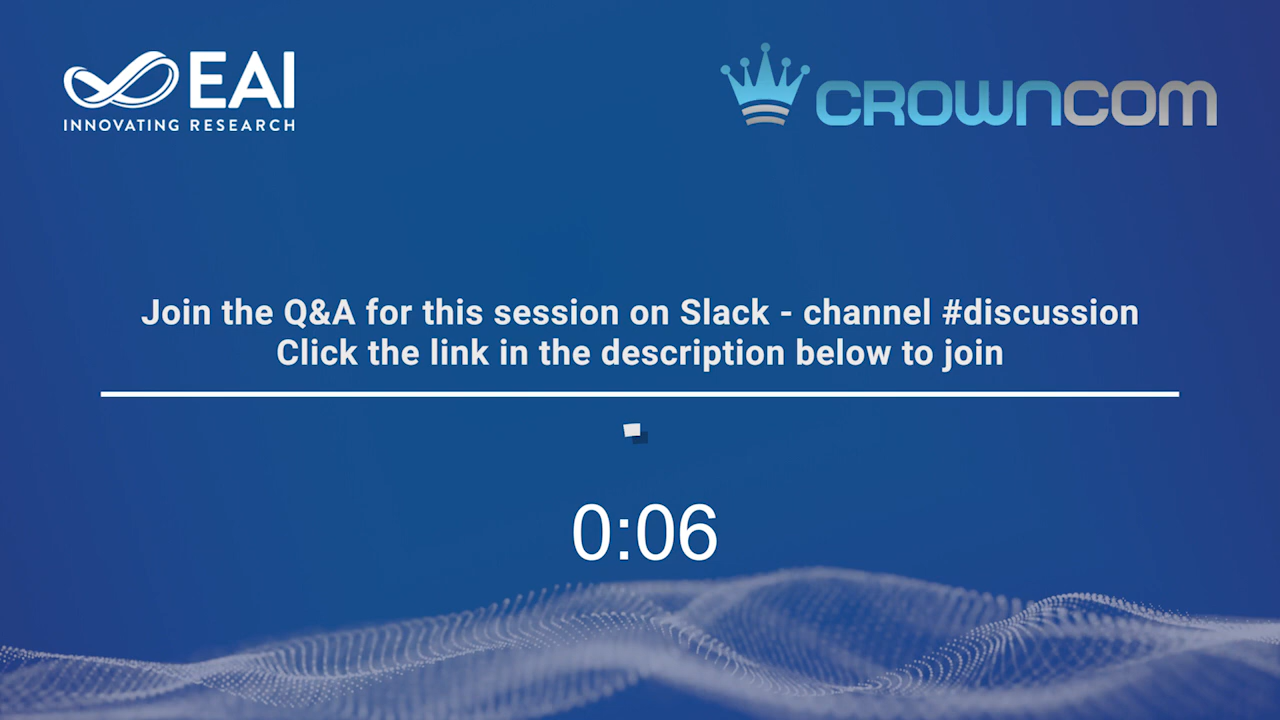 EAI
INNOVATING RESEARCH
CROWNCOM
Join the Q&A for this session on Slack - channel #discussion
Click the link in the description below to join
0:06